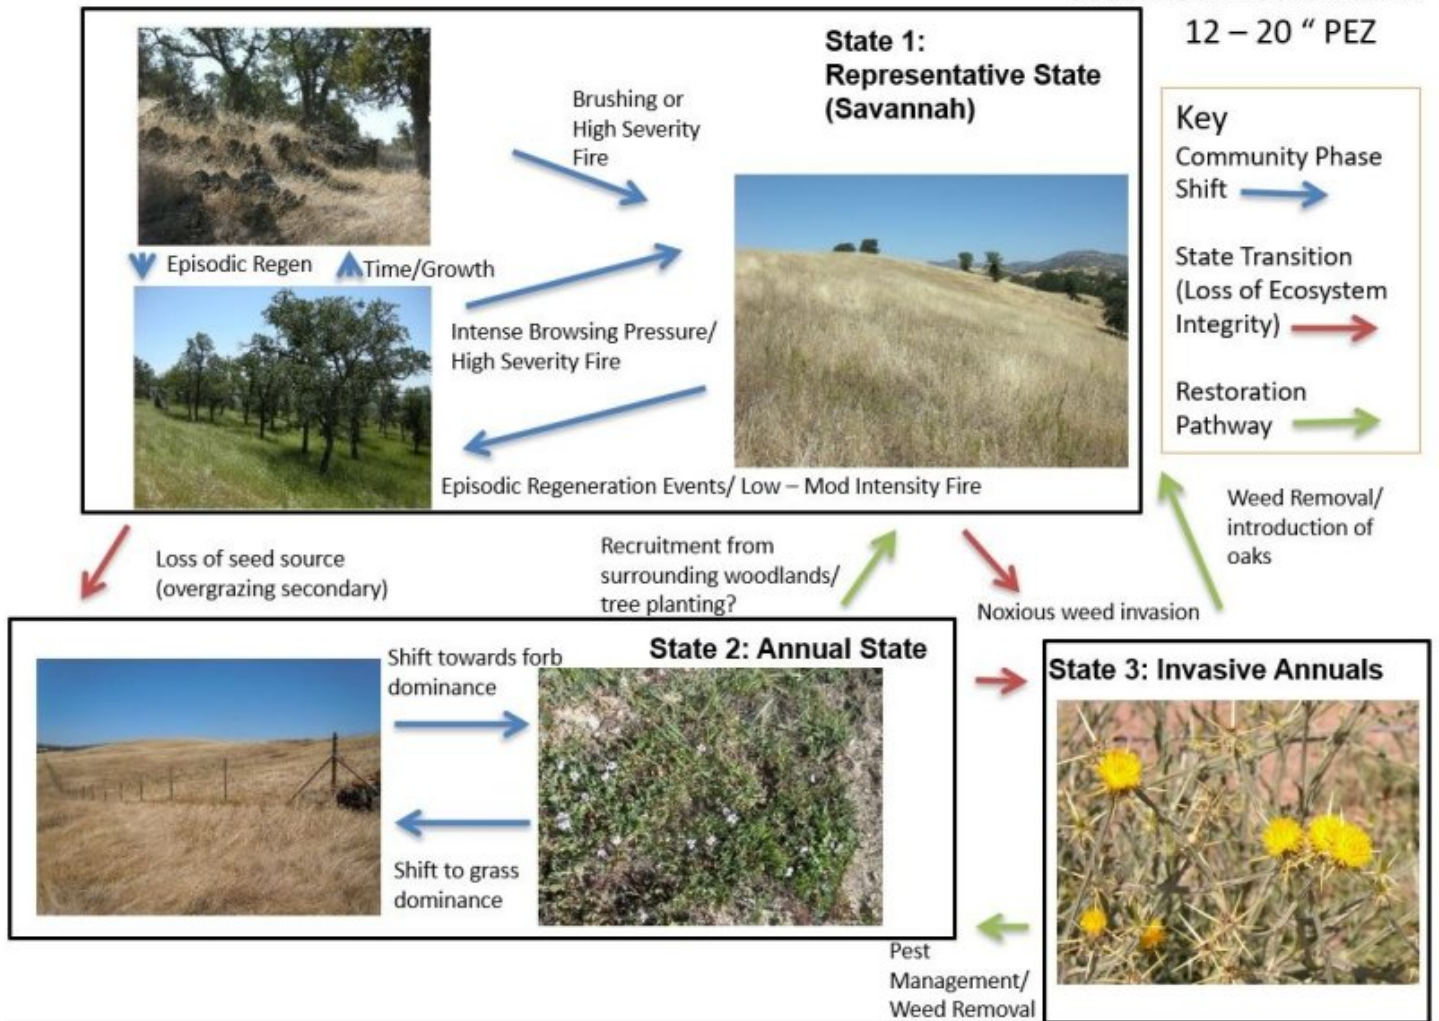 12 – 20 “ PEZ
State 1:
Representative State
(Savannah)
Brushing or
High Severity
Fire
Episodic Regen
Time/Growth
Intense Browsing Pressure/
High Severity Fire
Episodic Regeneration Events/ Low – Mod Intensity Fire
Key
Community Phase
Shift
State Transition
(Loss of Ecosystem
Integrity)
Restoration
Pathway
Loss of seed source
(overgrazing secondary)
Recruitment from
surrounding woodlands/
tree planting?
Noxious weed invasion
Weed Removal/
introduction of
oaks
State 2: Annual State
Shift towards forb
dominance
Shift to grass
dominance
State 3: Invasive Annuals
Pest
Management/
Weed Removal